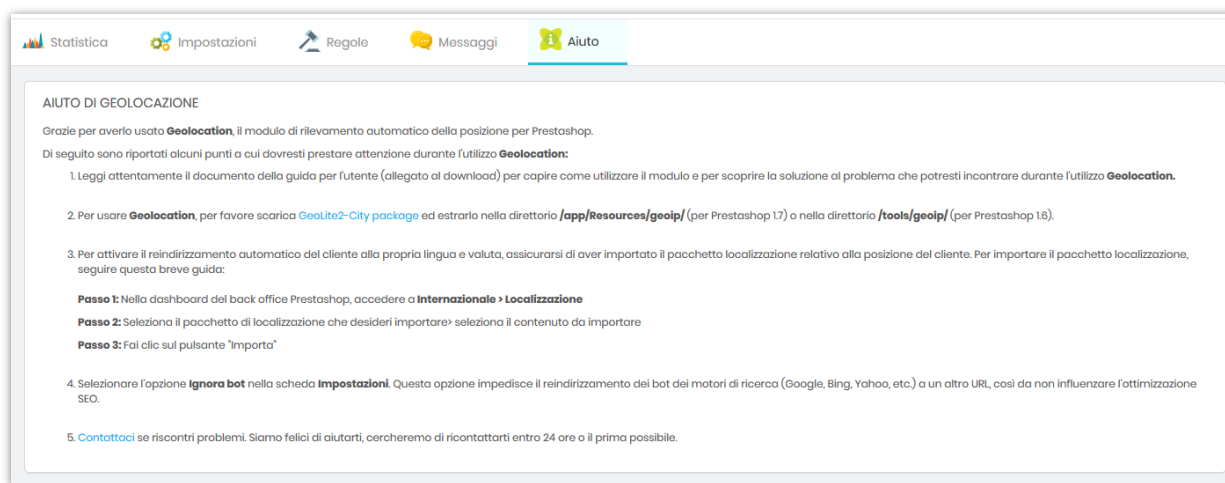 Statistica
Impostazioni
Regole
Messaggi
Aiuto
AIUTO DI GEOLOCAZIONE
Grazie per averlo usato Geolocation, il modulo di rilevamento automatico della posizione per Prestashop.
Di seguito sono riportati alcuni punti a cui dovresti prestare attenzione durante l'utilizzo Geolocation:
1. Leggi attentamente il documento della guida per l'utente (allegato al download) per capire come utilizzare il modulo e per scoprire la soluzione al problema che potresti incontrare durante l'utilizzo Geolocation.
2. Per usare Geolocation, per favore scarica GeoLite2-City package ed estrarlo nella direttorio /app/Resources/geoip/ (per Prestashop 1.7) o nella direttorio /tools/geoip/ (per Prestashop 1.6).
3. Per attivare il reindirizzamento automatico del cliente alla propria lingua e valuta, assicurarsi di aver importato il pacchetto localizzazione relativo alla posizione del cliente. Per importare il pacchetto localizzazione,
seguire questa breve guida:
Passo 1: Nella dashboard del back office Prestashop, accedere a Internazionale > Localizzazione
Passo 2: Seleziona il pacchetto di localizzazione che desideri importare> seleziona il contenuto da importare
Passo 3: Fai clic sul pulsante "Importa"
4. Selezionare l'opzione Ignora bot nella scheda Impostazioni. Questa opzione impedisce il reindirizzamento dei bot dei motori di ricerca (Google, Bing, Yahoo, etc.) a un altro URL, così da non influenzare l'ottimizzazione
SEO.
5. Contattaci se riscontri problemi. Siamo felici di aiutarti, cercheremo di ricontattarti entro 24 ore o il prima possibile.